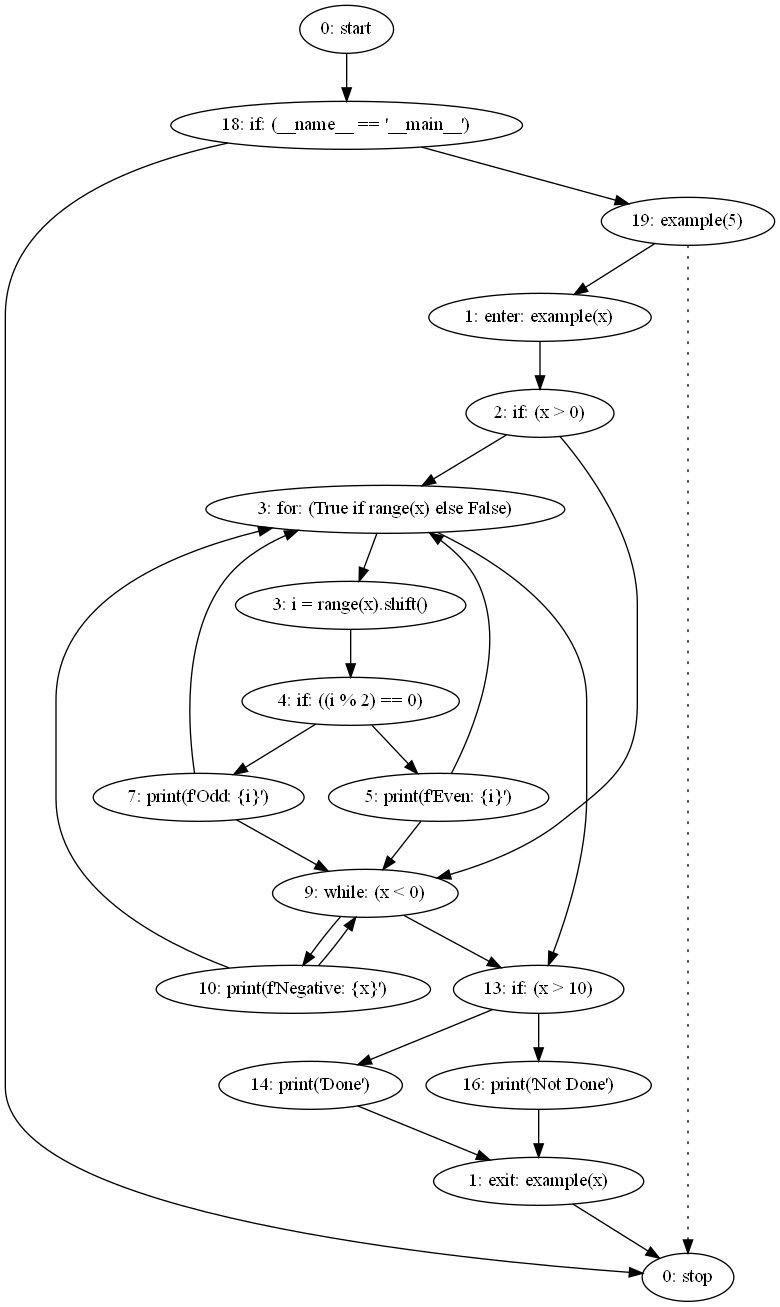 0: start
18: if: (__name__ == '__main__')
19: example(5)
1: enter: example(x)
2: if: (x > 0)
3: for: (True if range(x) else False)
3: i = range(x).shift()
4: if: ((i % 2) == 0)
7: print(f'Odd: {i}')
5: print(f'Even: {i}')
9: while: (x < 0)
10: print(f'Negative: {x}')
13: if: (x > 10)
14: print('Done')
16: print('Not Done')
1: exit: example(x)
0: stop